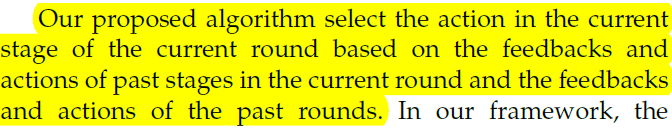 Our proposed algorithm select the action in the current
stage of the current round based on the feedbacks and
actions of past stages in the current round and the feedbacks
and actions of the past rounds. In our framework, the